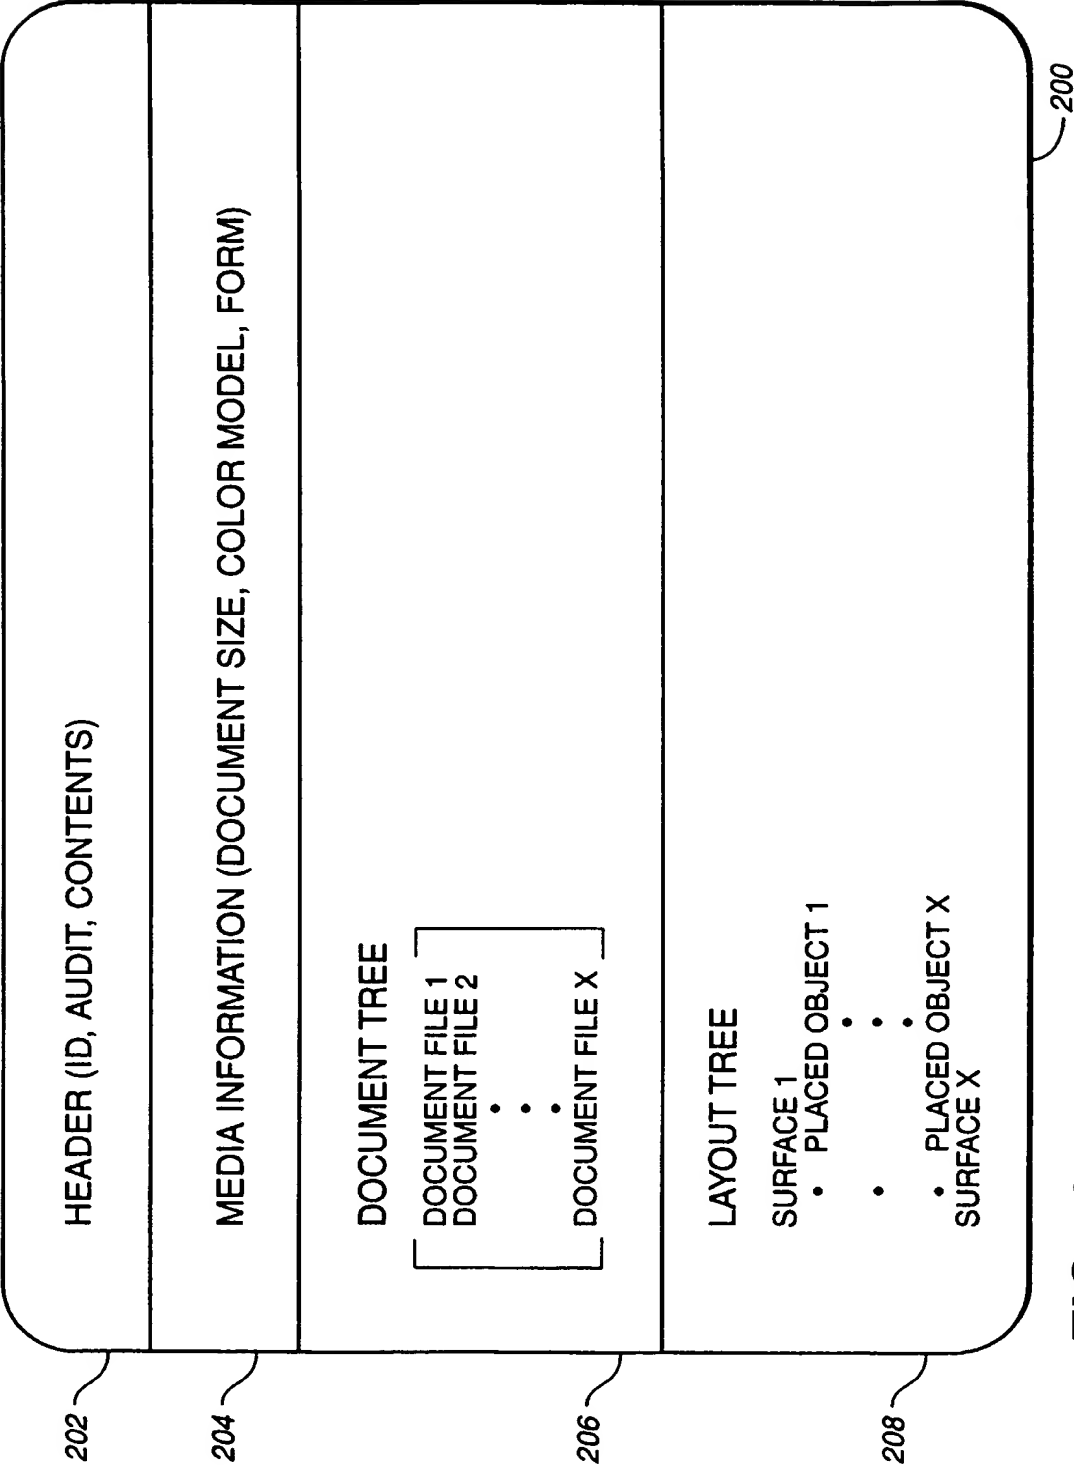 202
HEADER (ID, AUDIT, CONTENTS)
204
MEDIA INFORMATION (DOCUMENT SIZE, COLOR MODEL, FORM)
206
DOCUMENT TREE
DOCUMENT FILE 1
DOCUMENT FILE 2
DOCUMENT FILE X
208
LAYOUT TREE
SURFACE 1
• PLACED OBJECT 1
• PLACED OBJECT X
SURFACE X
200